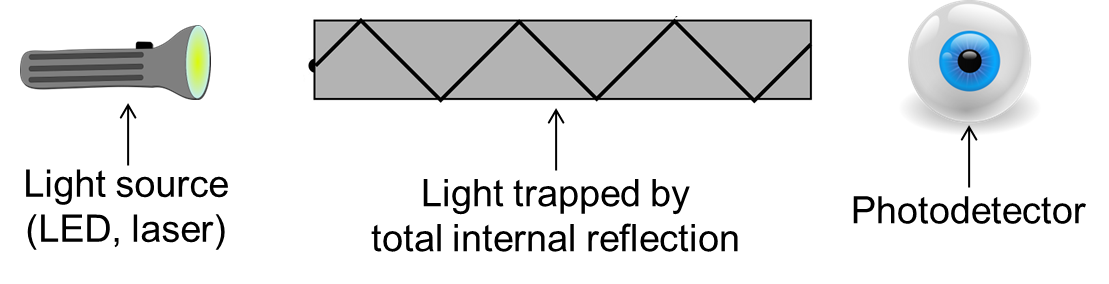 Light source
(LED, laser)
Light trapped by
total internal reflection
Photodetector